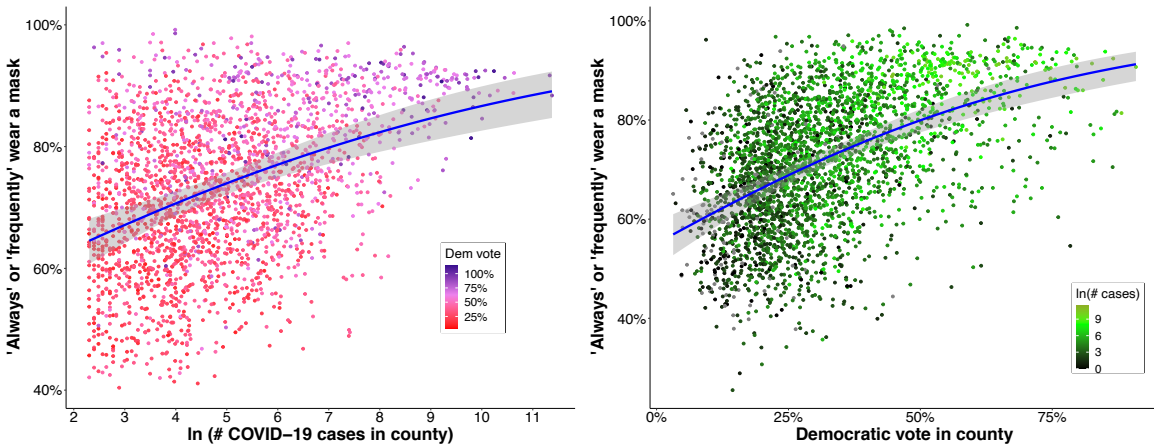 'Always' or 'frequently' wear a mask
100%
80%
60%
40%
2 3 4 5 6 7 8 9 10 11
ln (# COVID−19 cases in county)
Dem vote
100%
75%
50%
25%
'Always' or 'frequently' wear a mask
100%
80%
60%
40%
0% 25% 50% 75%
Democratic vote in county
ln(# cases)
9
6
3
0